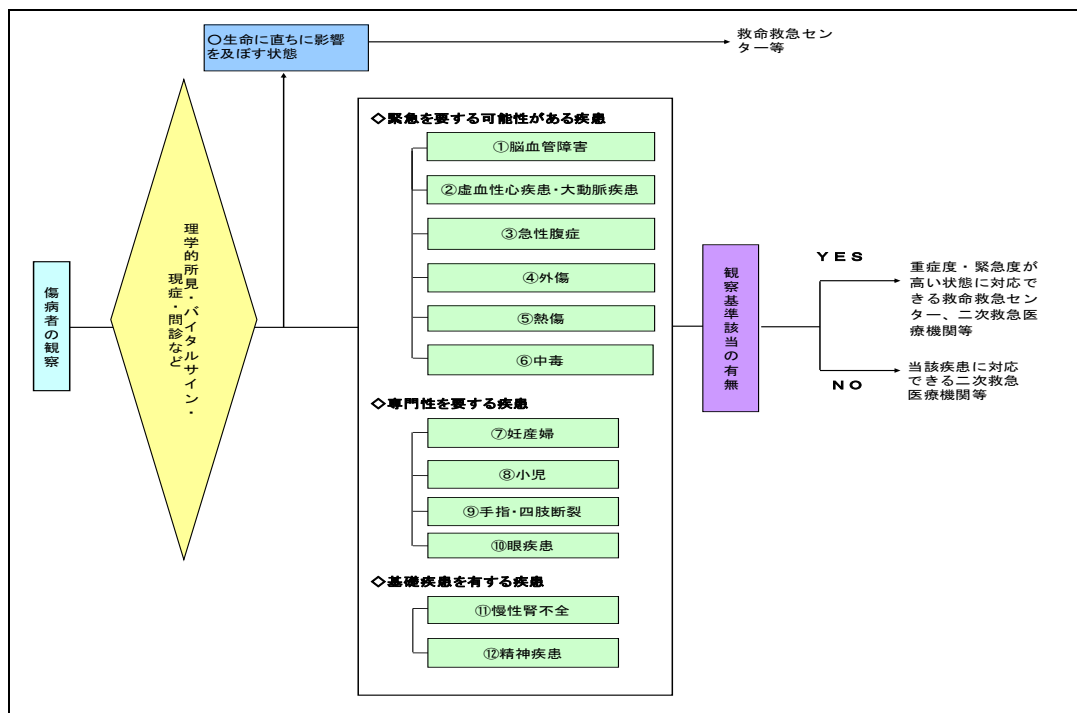 〇生命に直ちに影響
を及ぼす状態
救命救急セン
ター等
傷病者の観察
理学的所見・バイタルサイン・
現症・問診など
◇緊急を要する可能性がある疾患
①脳血管障害
②虚血性心疾患・大動脈疾患
③急性腹症
④外傷
⑤熱傷
⑥中毒
◇専門性を要する疾患
⑦妊産婦
⑧小児
⑨手指・四肢断裂
⑩眼疾患
◇基礎疾患を有する疾患
⑪慢性腎不全
⑫精神疾患
観察基準該当の有無
YES
重症度・緊急度が
高い状態に対応で
きる救命救急セン
ター、二次救急医
療機関等
NO
当該疾患に対応
できる二次救急
医療機関等